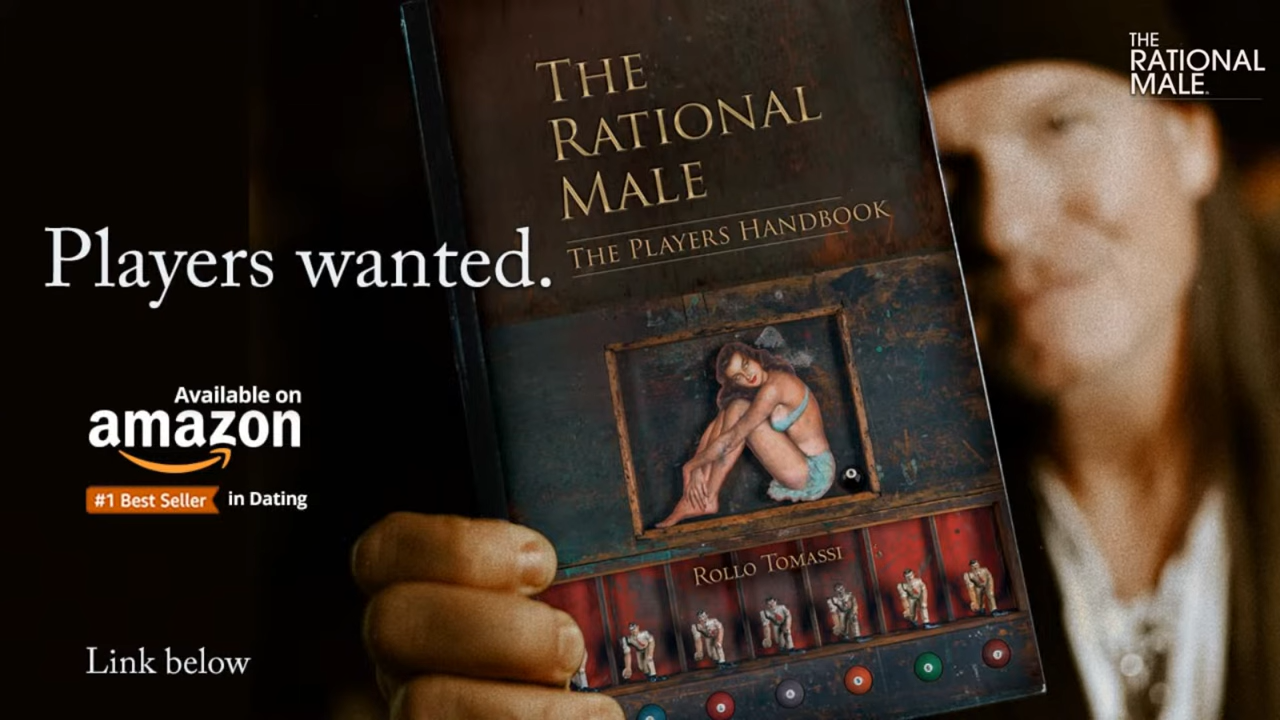 THE
RATIONAL
MALE
THE PLAYERS HANDBOOK
ROLLO TOMASSI
Players wanted.
Available on
amazon
#1 Best Seller in Dating
Link below
THE
RATIONAL
MALE